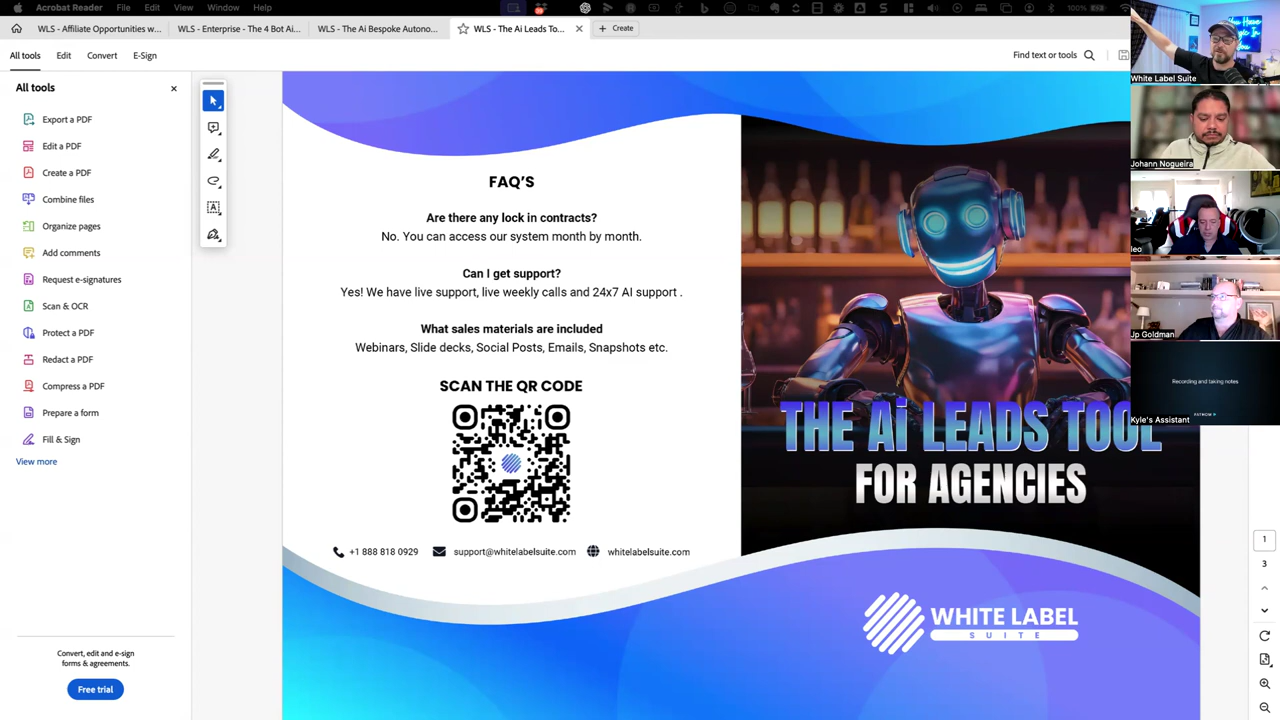 Acrobat Reader File Edit View Window Help 100%
WLS - Affiliate Opportunities w...
WLS - Enterprise - The 4 Bot Ai...
WLS - The Ai Bespoke Autono...
WLS - The Ai Leads To...
Create
All tools Edit Convert E-Sign
Find text or tools
All tools
Export a PDF
Edit a PDF
Create a PDF
Combine files
Organize pages
Add comments
Request e-signatures
Scan & OCR
Protect a PDF
Redact a PDF
Compress a PDF
Prepare a form
Fill & Sign
View more
Convert, edit and e-sign
forms & agreements.
Free trial
FAQ'S
Are there any lock in contracts?
No. You can access our system month by month.
Can I get support?
Yes! We have live support, live weekly calls and 24x7 AI support .
What sales materials are included
Webinars, Slide decks, Social Posts, Emails, Snapshots etc.
SCAN THE QR CODE
+1 888 818 0929 support@whitelabelsuite.com whitelabelsuite.com
THE Ai LEADS TOOL
FOR AGENCIES
WHITE LABEL
SUITE
White Label Suite
Johann Nogueira
leo
Jp Goldman
Recording and taking notes
FATHOM
Kyle's Assistant
1
3